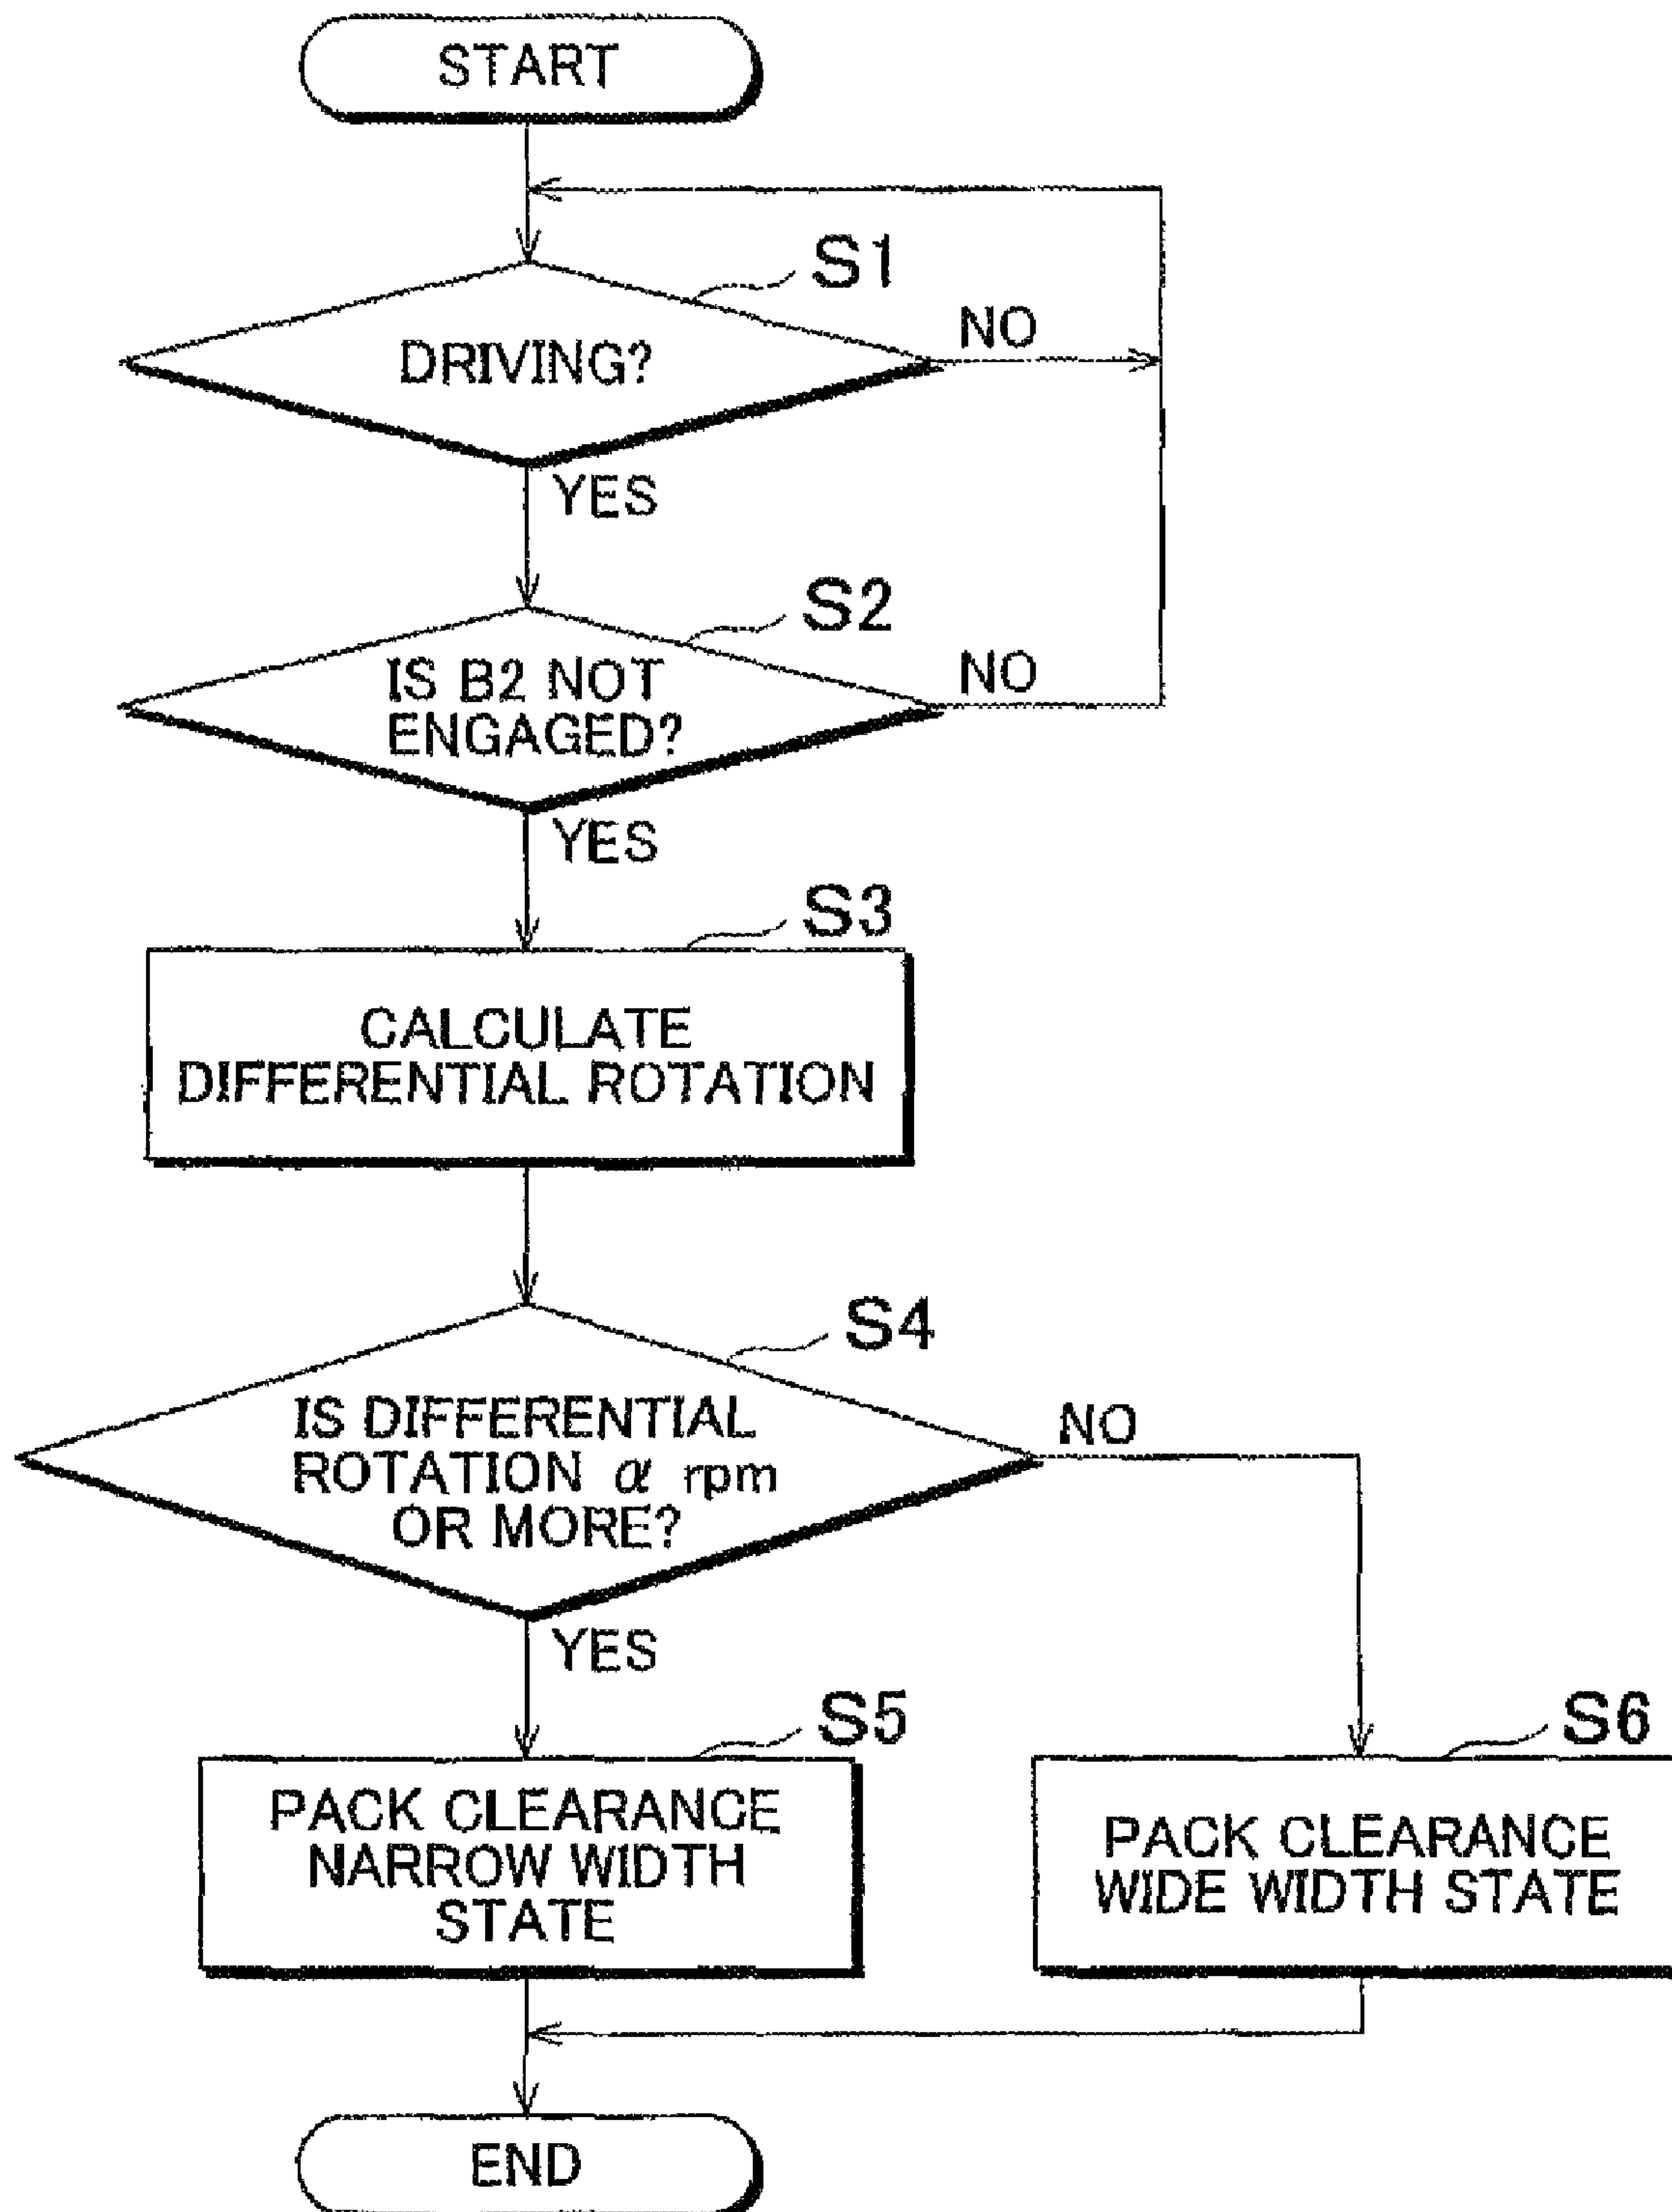 START
S1
DRIVING?
NO
YES
S2
IS B2 NOT
ENGAGED?
NO
YES
S3
CALCULATE
DIFFERENTIAL ROTATION
S4
IS DIFFERENTIAL
ROTATION α rpm
OR MORE?
NO
YES
S5
PACK CLEARANCE
NARROW WIDTH
STATE
S6
PACK CLEARANCE
WIDE WIDTH STATE
END